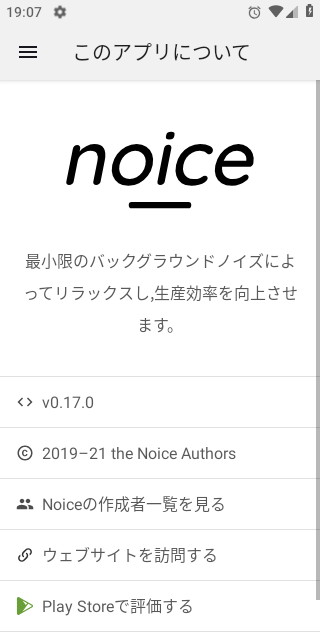 19:07
このアプリについて
noice
最小限のバックグラウンドノイズによ
ってリラックスし,生産効率を向上させ
ます。
v0.17.0
2019–21 the Noice Authors
Noiceの作成者一覧を見る
ウェブサイトを訪問する
Play Storeで評価する